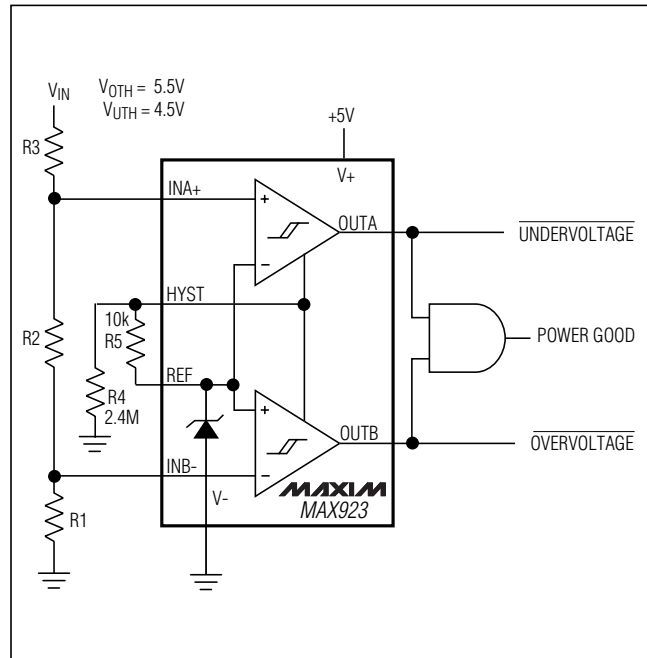 V_IN
V_OTH = 5.5V
V_UTH = 4.5V
+5V
R3
V+
INA+
+
OUTA
UNDERVOLTAGE
−
HYST
10k
R5
R2
POWER GOOD
REF
R4
2.4M
+
OUTB
OVERVOLTAGE
INB-
−
V-
MAXIM
MAX923
R1